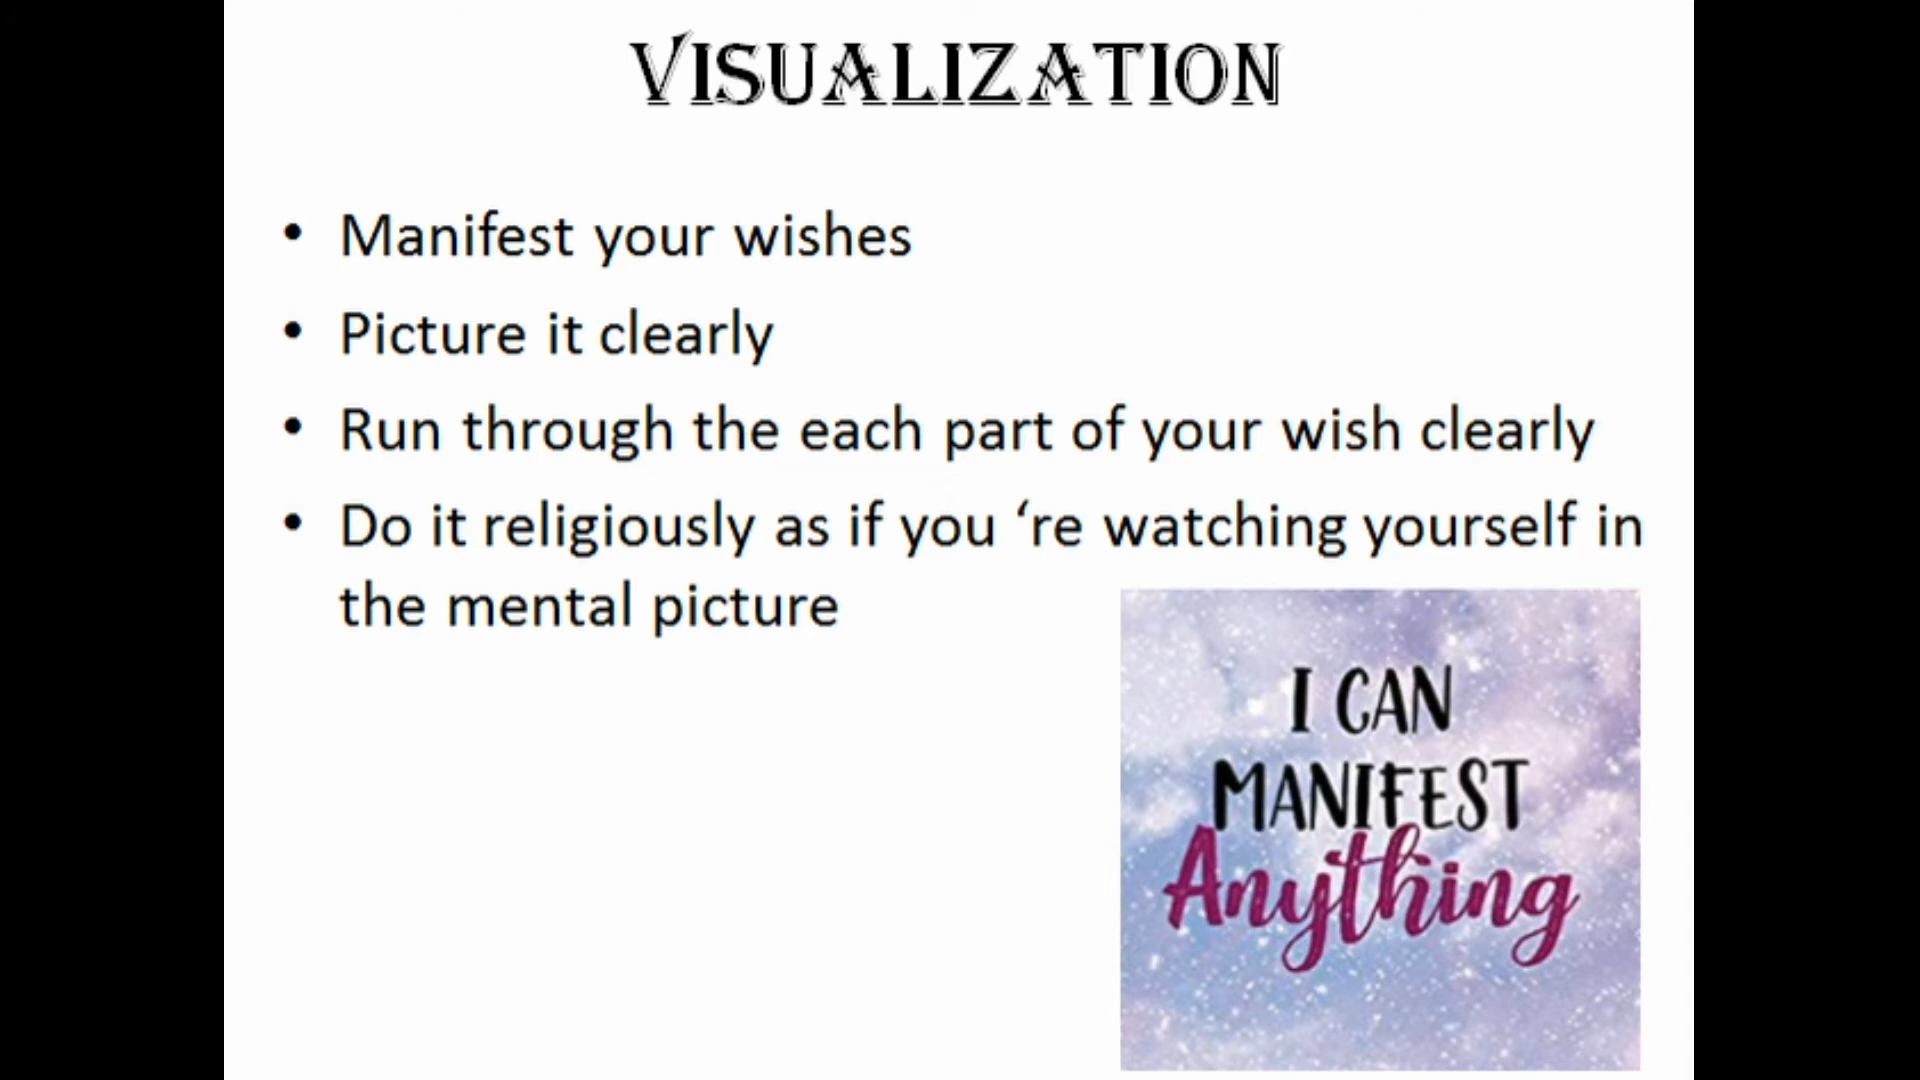 VISUALIZATION
• Manifest your wishes
• Picture it clearly
• Run through the each part of your wish clearly
• Do it religiously as if you ‘re watching yourself in
the mental picture
I CAN
MANIFEST
Anything